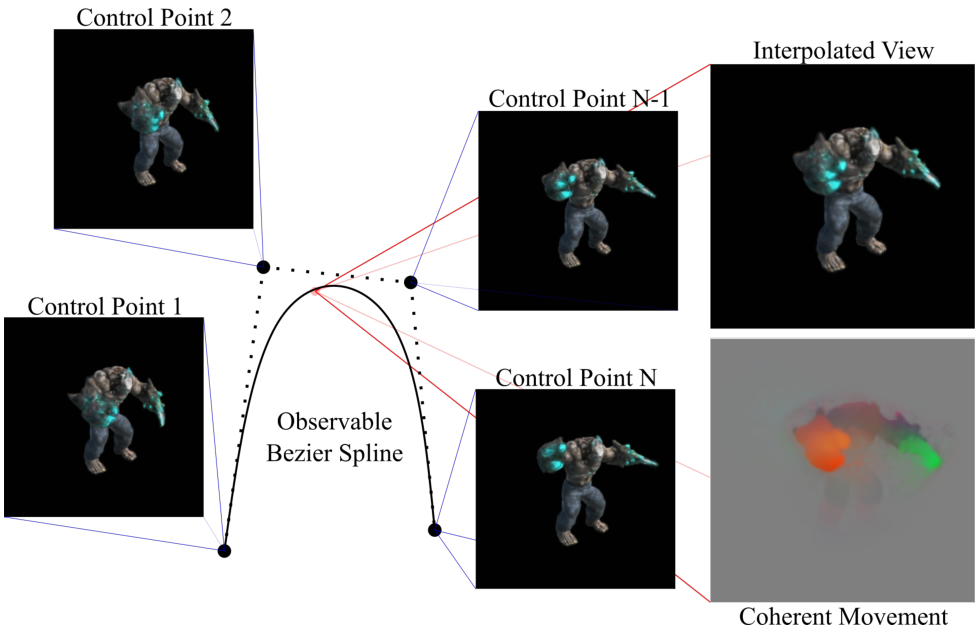 Control Point 2
Interpolated View
Control Point N-1
Control Point 1
Control Point N
Observable
Bezier Spline
Coherent Movement